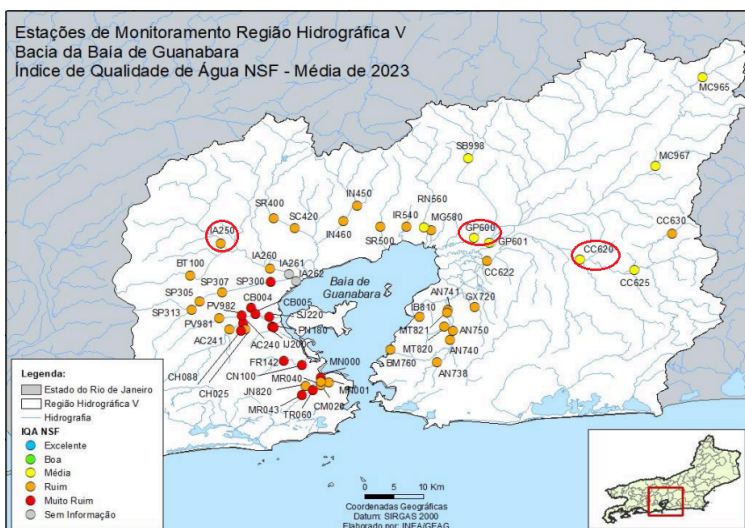 Estações de Monitoramento Região Hidrográfica V
Bacia da Baía de Guanabara
Índice de Qualidade de Água NSF - Média de 2023
MC965
SB998
MC967
IN450
SR400
RN560
SC420
IR540
MG580
GP600
IA250
IN460
SR500
GP601
CC620
CC630
IA260
IA261
BT100
IA262
CC622
CC625
SP300
SP307
Baía de
Guanabara
SP305
CB004
CB005
AN741
GX720
PV982
IB810
SP313
SJ220
PV981
PN180
MT821
AN750
AC241
AC240
IJ200
MT820
AN740
FR142
MN000
BM760
AN738
CH088
CN100
MR040
CH025
JN820
MN001
MR043
CM020
TR060
Legenda:
Estado do Rio de Janeiro
Região Hidrográfica V
Hidrografia
IQA NSF
Excelente
Boa
Média
Ruim
Muito Ruim
Sem Informação
0 5 10 Km
Coordenadas Geográficas
Datum: SIRGAS 2000
Elaborado por: INEA/GEAG